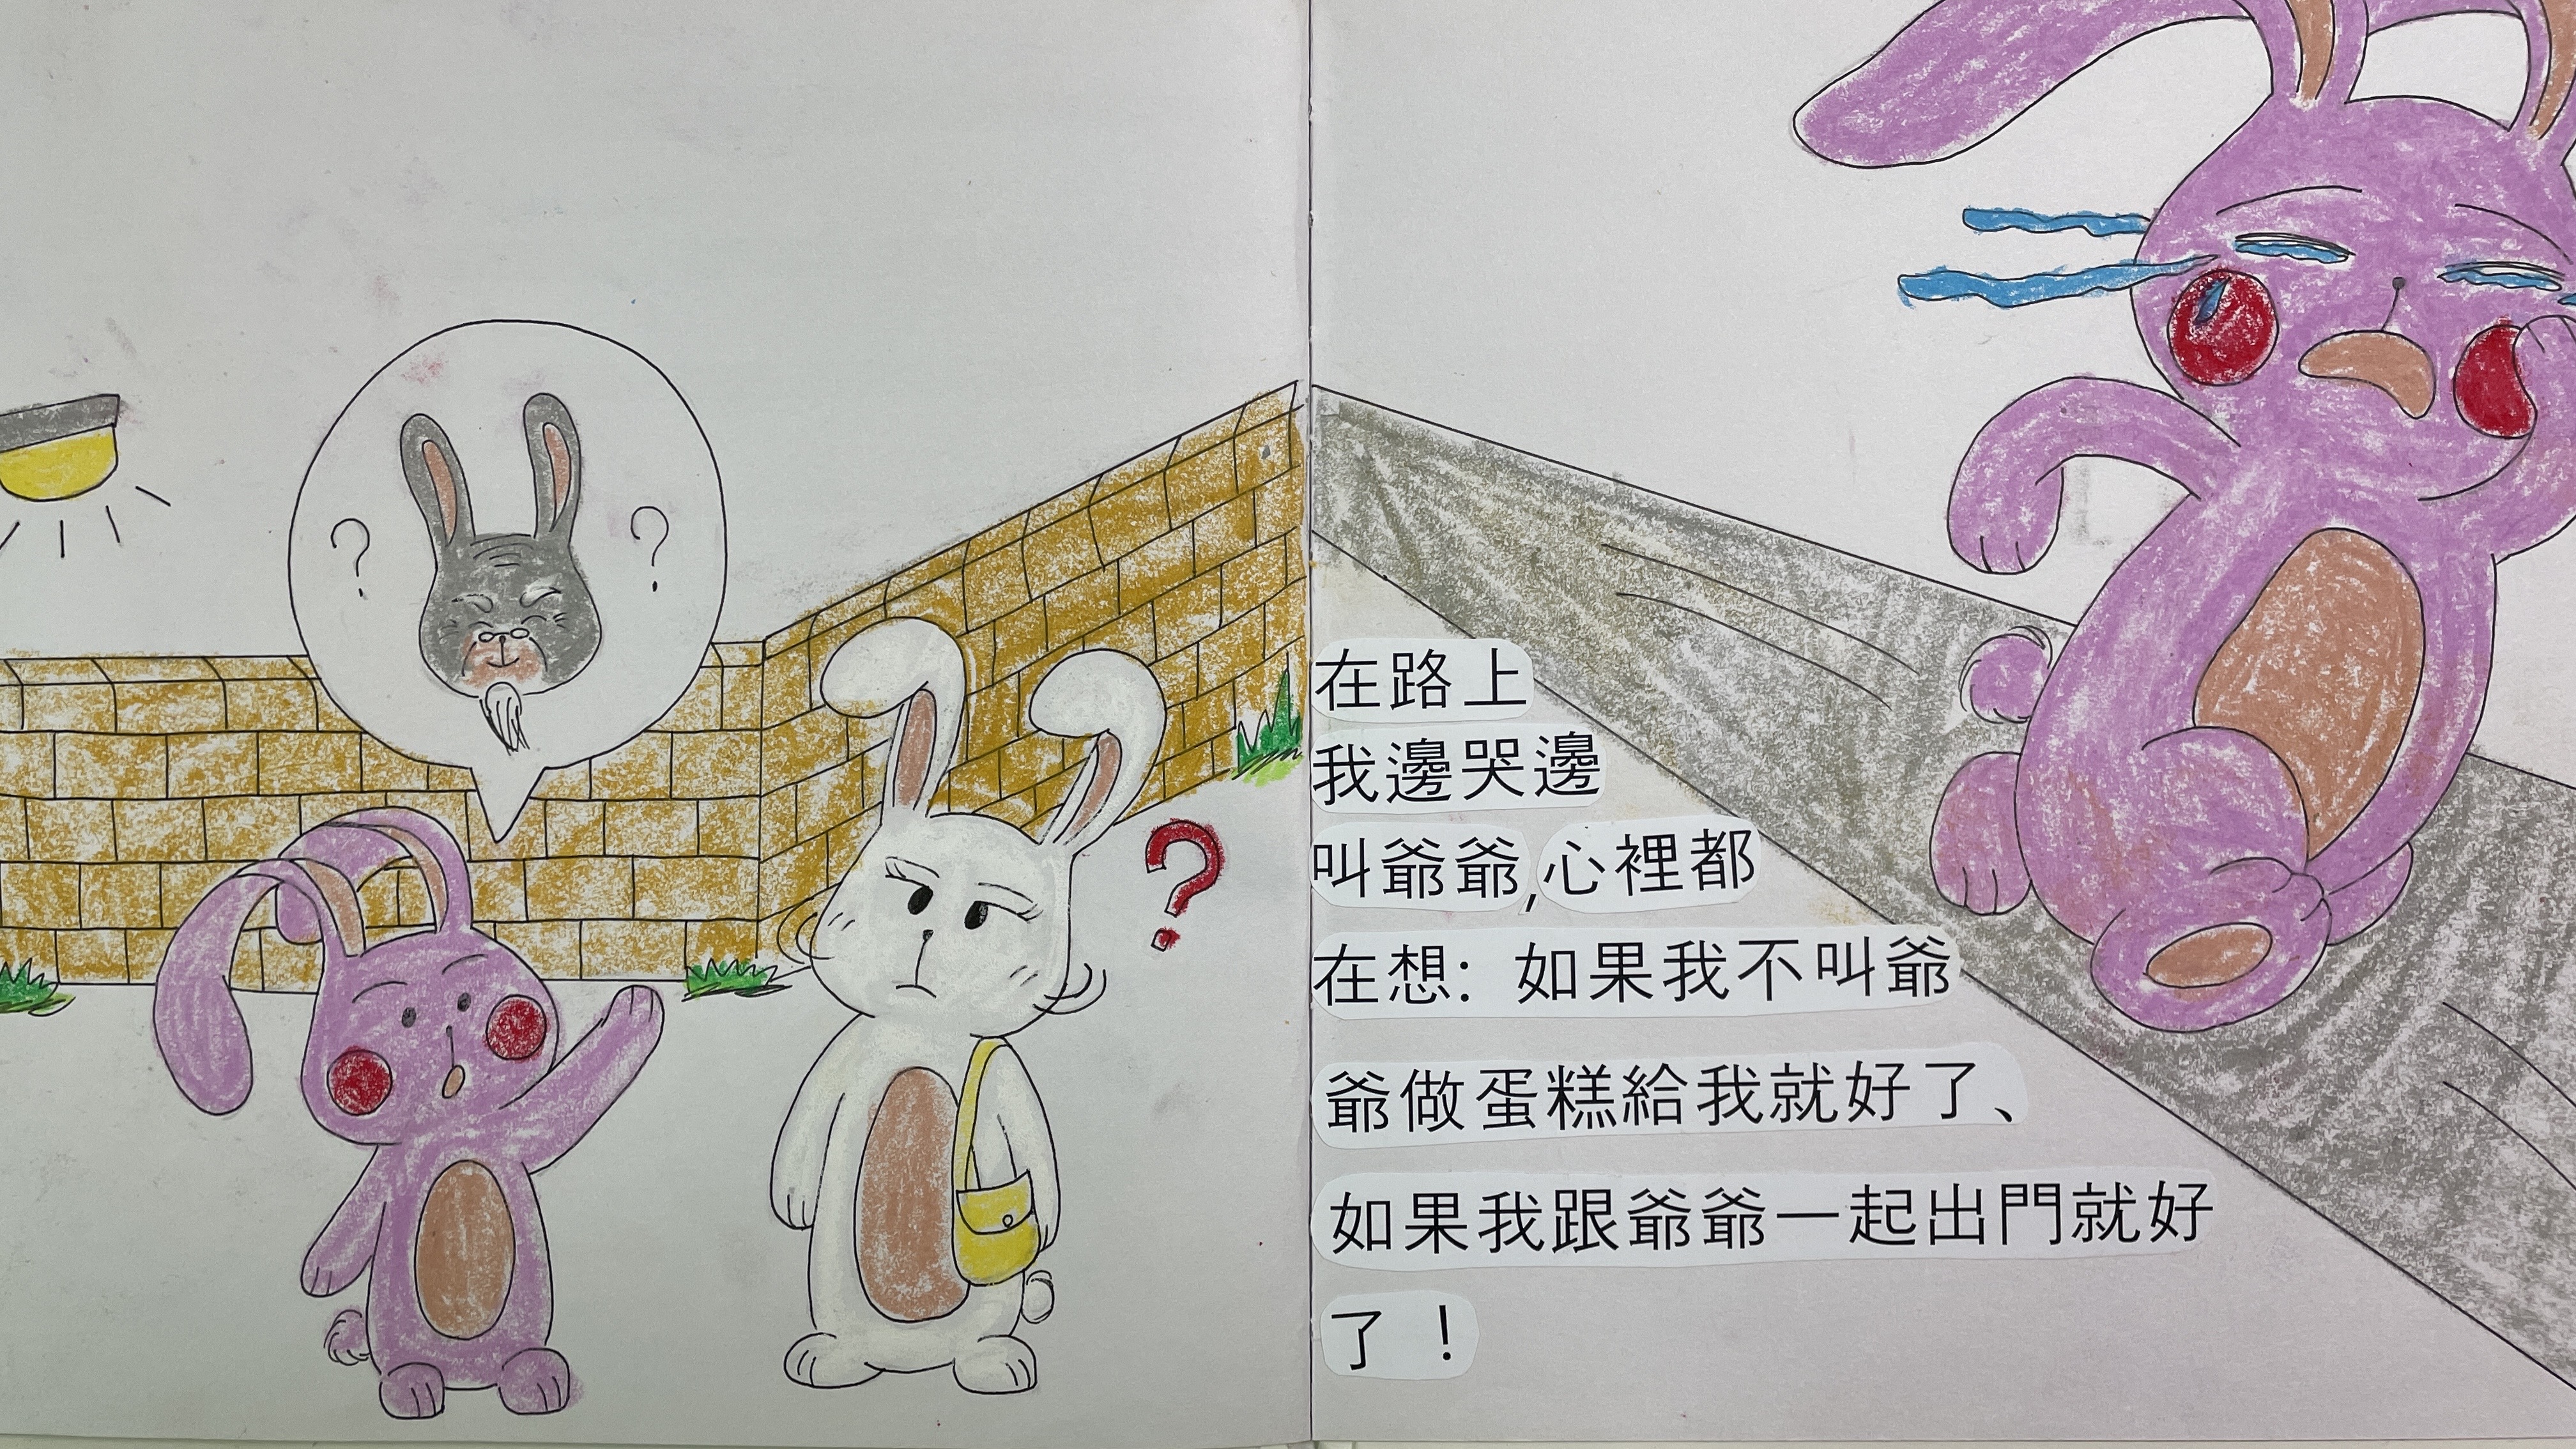 ?
?
?
在路上
我邊哭邊
叫爺爺,心裡都
在想：如果我不叫爺
爺做蛋糕給我就好了、
如果我跟爺爺一起出門就好
了！